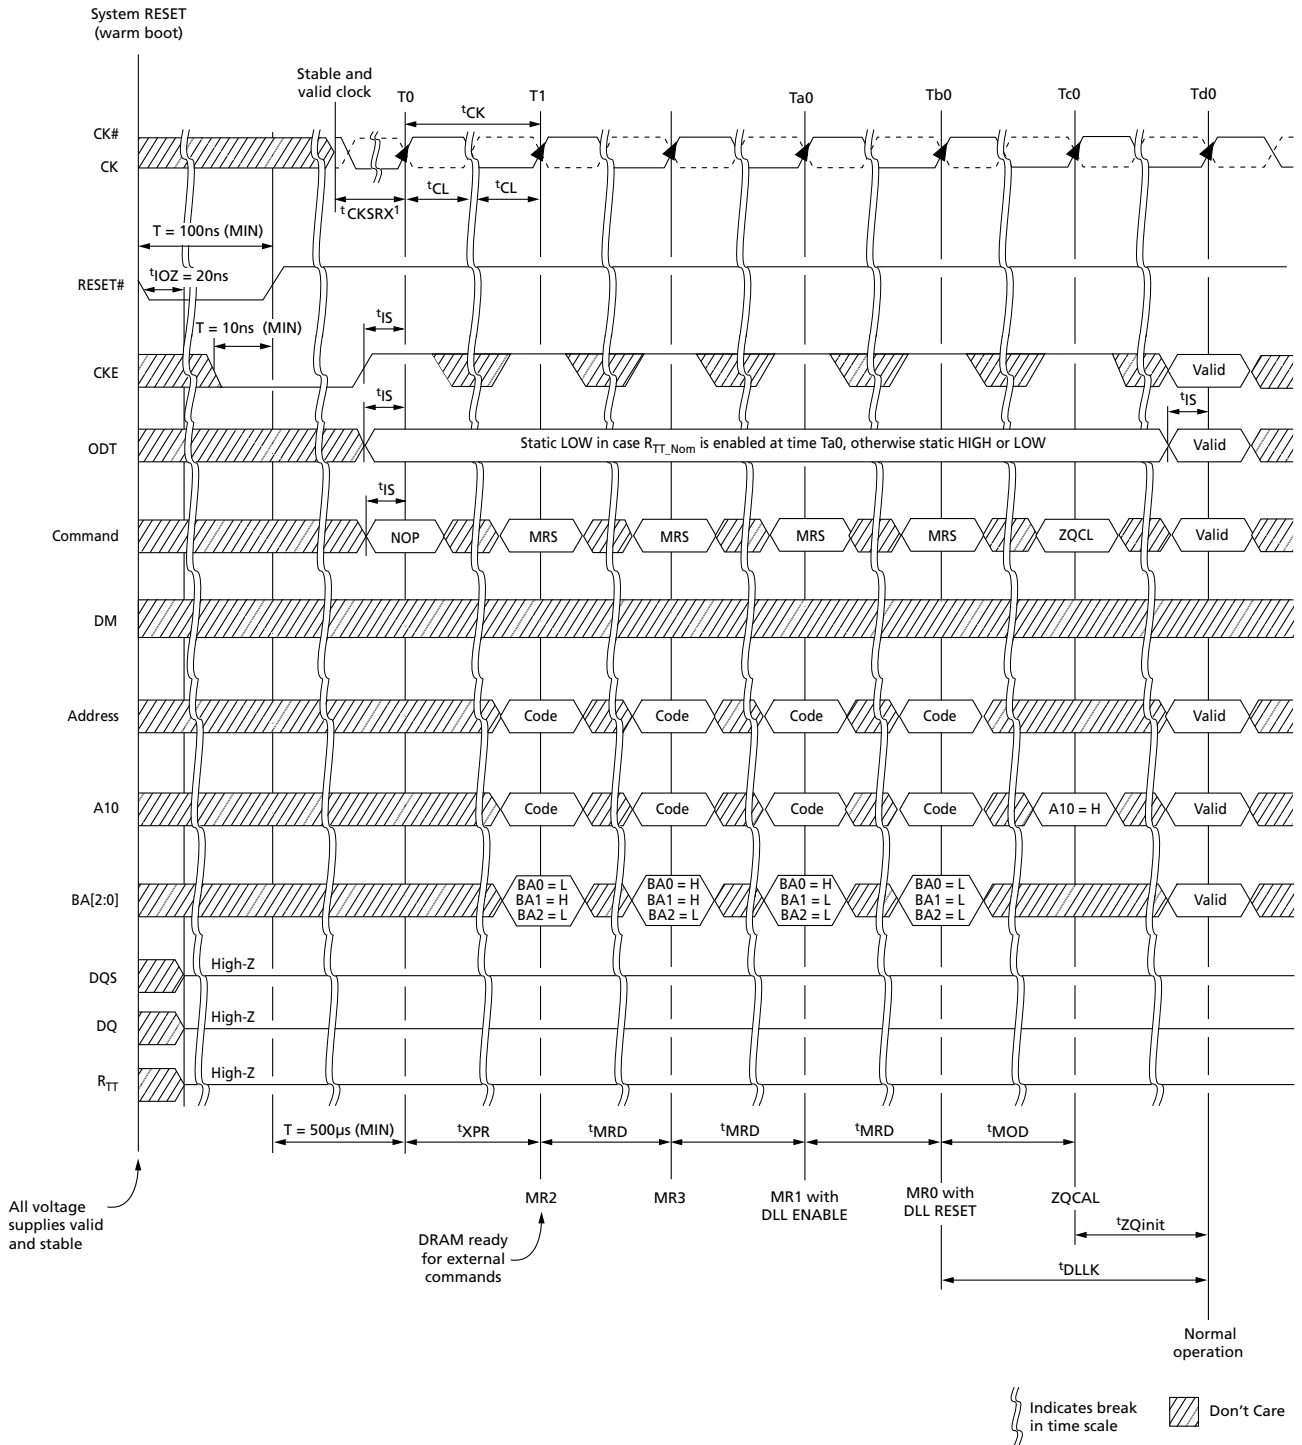 System RESET
(warm boot)
Stable and
valid clock
T0
T1
Ta0
Tb0
Tc0
Td0
tCK
CK#
CK
tCL
tCL
tCKSRX1
T = 100ns (MIN)
tIOZ = 20ns
RESET#
T = 10ns (MIN)
tIS
CKE
Valid
tIS
tIS
ODT
Static LOW in case RTT_Nom is enabled at time Ta0, otherwise static HIGH or LOW
Valid
tIS
Command
NOP
MRS
MRS
MRS
MRS
ZQCL
Valid
DM
Address
Code
Code
Code
Code
Valid
A10
Code
Code
Code
Code
A10 = H
Valid
BA[2:0]
BA0 = L
BA1 = H
BA2 = L
BA0 = H
BA1 = H
BA2 = L
BA0 = H
BA1 = L
BA2 = L
BA0 = L
BA1 = L
BA2 = L
Valid
DQS
High-Z
DQ
High-Z
RTT
High-Z
T = 500µs (MIN)
tXPR
tMRD
tMRD
tMRD
tMOD
All voltage
supplies valid
and stable
MR2
MR3
MR1 with
DLL ENABLE
MR0 with
DLL RESET
ZQCAL
DRAM ready
for external
commands
tZQinit
tDLLK
Normal
operation
Indicates break
in time scale
Don't Care